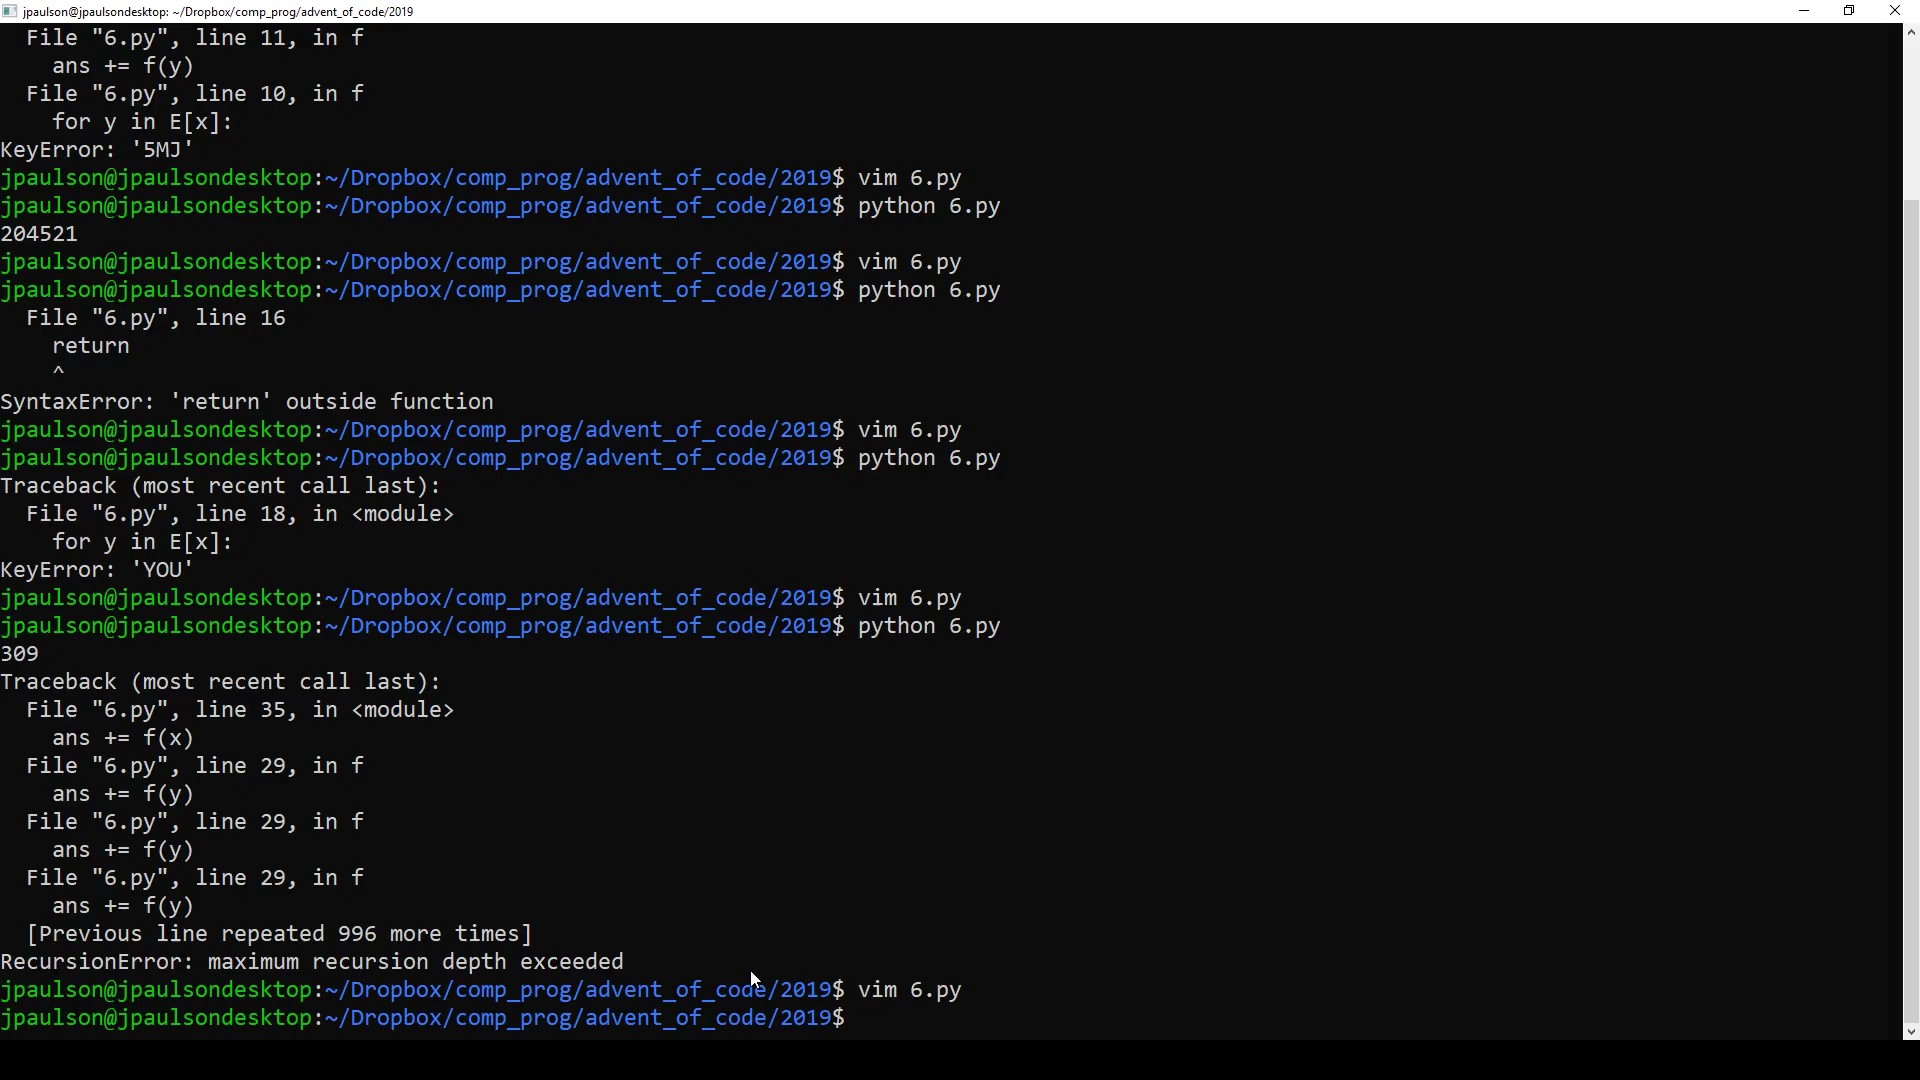 jpaulson@jpaulsondesktop: ~/Dropbox/comp_prog/advent_of_code/2019
  File "6.py", line 11, in f
    ans += f(y)
  File "6.py", line 10, in f
    for y in E[x]:
KeyError: '5MJ'
jpaulson@jpaulsondesktop:~/Dropbox/comp_prog/advent_of_code/2019$ vim 6.py
jpaulson@jpaulsondesktop:~/Dropbox/comp_prog/advent_of_code/2019$ python 6.py
204521
jpaulson@jpaulsondesktop:~/Dropbox/comp_prog/advent_of_code/2019$ vim 6.py
jpaulson@jpaulsondesktop:~/Dropbox/comp_prog/advent_of_code/2019$ python 6.py
  File "6.py", line 16
    return
    ^
SyntaxError: 'return' outside function
jpaulson@jpaulsondesktop:~/Dropbox/comp_prog/advent_of_code/2019$ vim 6.py
jpaulson@jpaulsondesktop:~/Dropbox/comp_prog/advent_of_code/2019$ python 6.py
Traceback (most recent call last):
  File "6.py", line 18, in <module>
    for y in E[x]:
KeyError: 'YOU'
jpaulson@jpaulsondesktop:~/Dropbox/comp_prog/advent_of_code/2019$ vim 6.py
jpaulson@jpaulsondesktop:~/Dropbox/comp_prog/advent_of_code/2019$ python 6.py
309
Traceback (most recent call last):
  File "6.py", line 35, in <module>
    ans += f(x)
  File "6.py", line 29, in f
    ans += f(y)
  File "6.py", line 29, in f
    ans += f(y)
  File "6.py", line 29, in f
    ans += f(y)
  [Previous line repeated 996 more times]
RecursionError: maximum recursion depth exceeded
jpaulson@jpaulsondesktop:~/Dropbox/comp_prog/advent_of_code/2019$ vim 6.py
jpaulson@jpaulsondesktop:~/Dropbox/comp_prog/advent_of_code/2019$